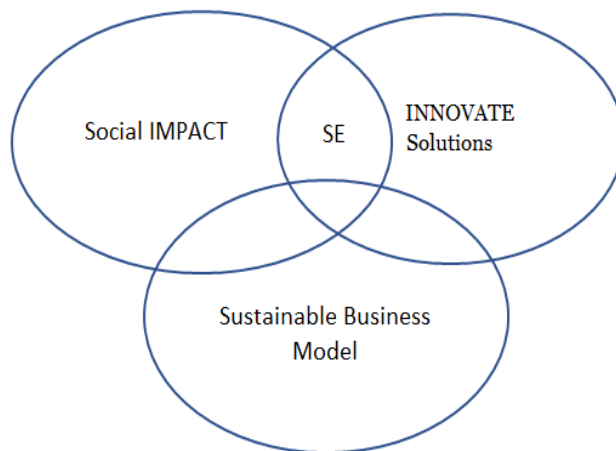 Social IMPACT
SE
INNOVATE
Solutions
Sustainable Business
Model